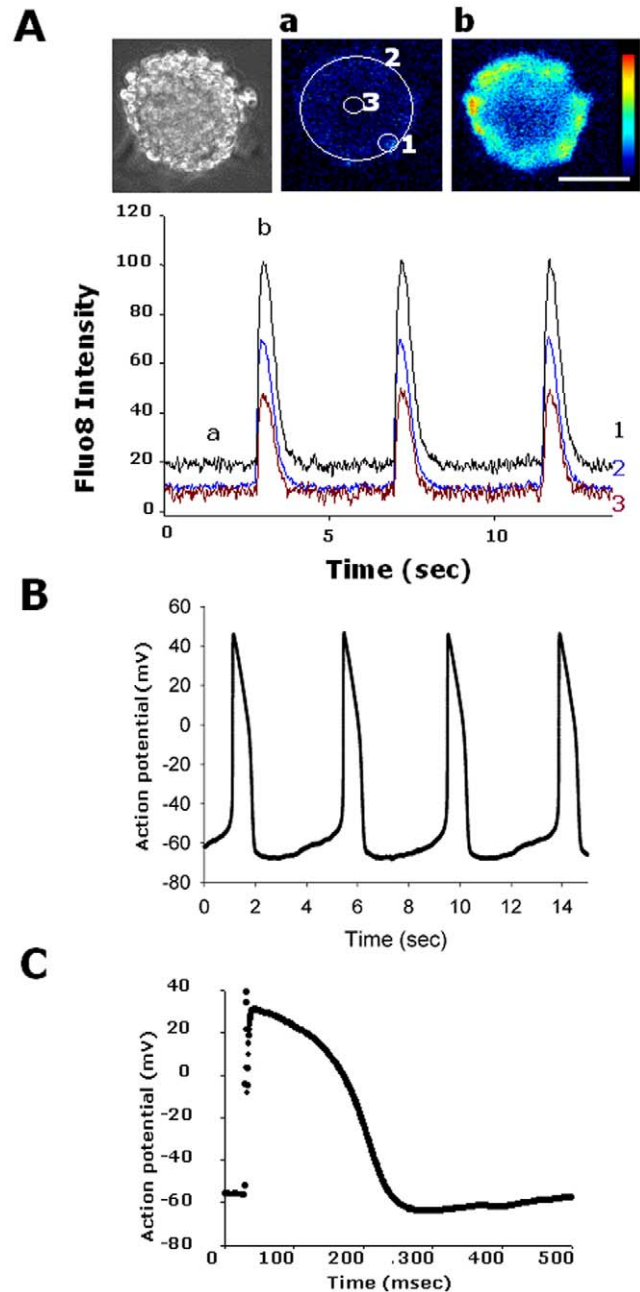 A
a
b
2
3
1
120
100
80
60
40
20
0
Fluo8 Intensity
b
a
1
2
3
0
5
10
Time (sec)
B
60
40
20
0
-20
-40
-60
-80
Action potential (mV)
0 2 4 6 8 10 12 14
Time (sec)
C
40
20
0
-20
-40
-60
-80
Action potential (mV)
0 100 200 .300 400 500
Time (msec)